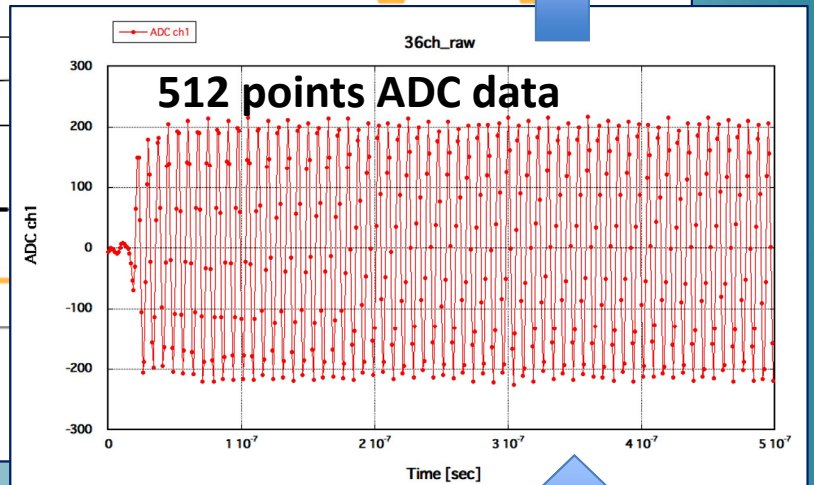 ADC ch1
36ch_raw
512 points ADC data
300
200
100
0
-100
-200
-300
ADC ch1
0
1 10⁻⁷
2 10⁻⁷
3 10⁻⁷
4 10⁻⁷
5 10⁻⁷
Time [sec]